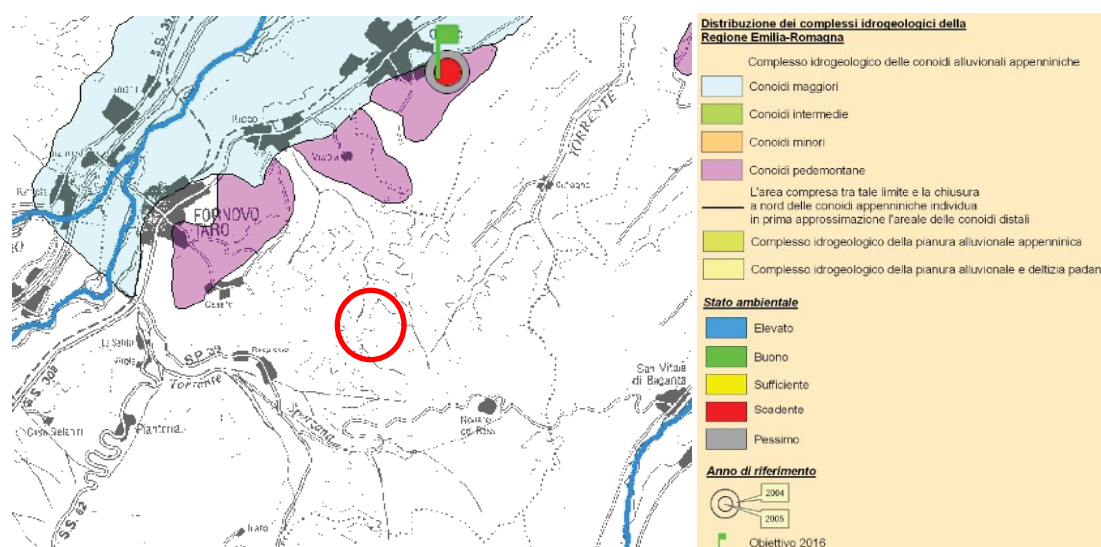 TORRENTE
FORNOVO
TARO
S.P. 39
Torrente
San Vitale
di Baganza
S.S. 308
S.S. 62
Distribuzione dei complessi idrogeologici della
Regione Emilia-Romagna
Complesso idrogeologico delle conoidi alluvionali appenniniche
Conoidi maggiori
Conoidi intermedie
Conoidi minori
Conoidi pedemontane
L'area compresa tra tale limite e la chiusura
a nord delle conoidi appenniniche individua
in prima approssimazione l'areale delle conoidi distali
Complesso idrogeologico della pianura alluvionale appenninica
Complesso idrogeologico della pianura alluvionale e deltizia padan
Stato ambientale
Elevato
Buono
Sufficiente
Scadente
Pessimo
Anno di riferimento
2004
2005
Obiettivo 2016